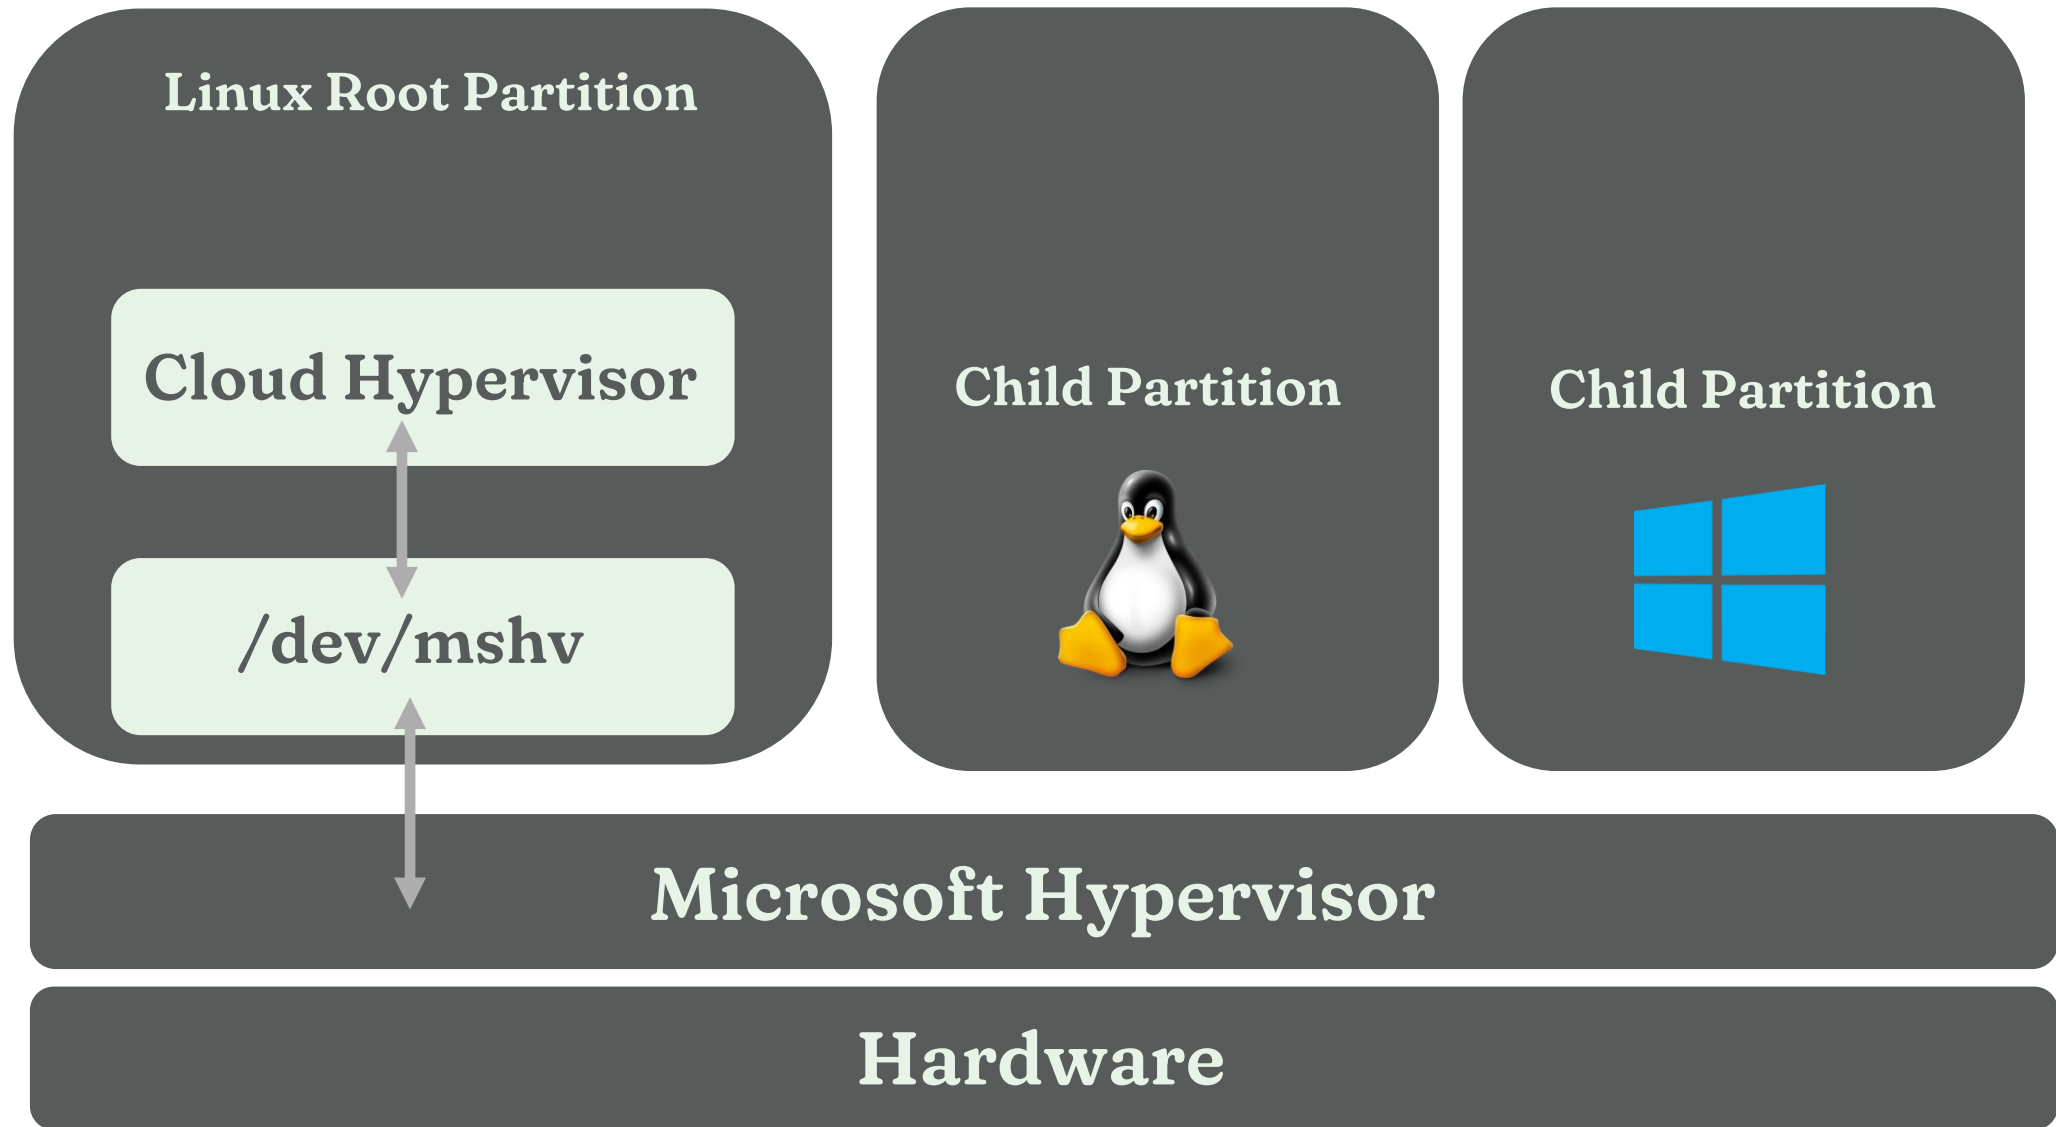 Linux Root Partition
Cloud Hypervisor
/dev/mshv
Child Partition
Child Partition
Microsoft Hypervisor
Hardware